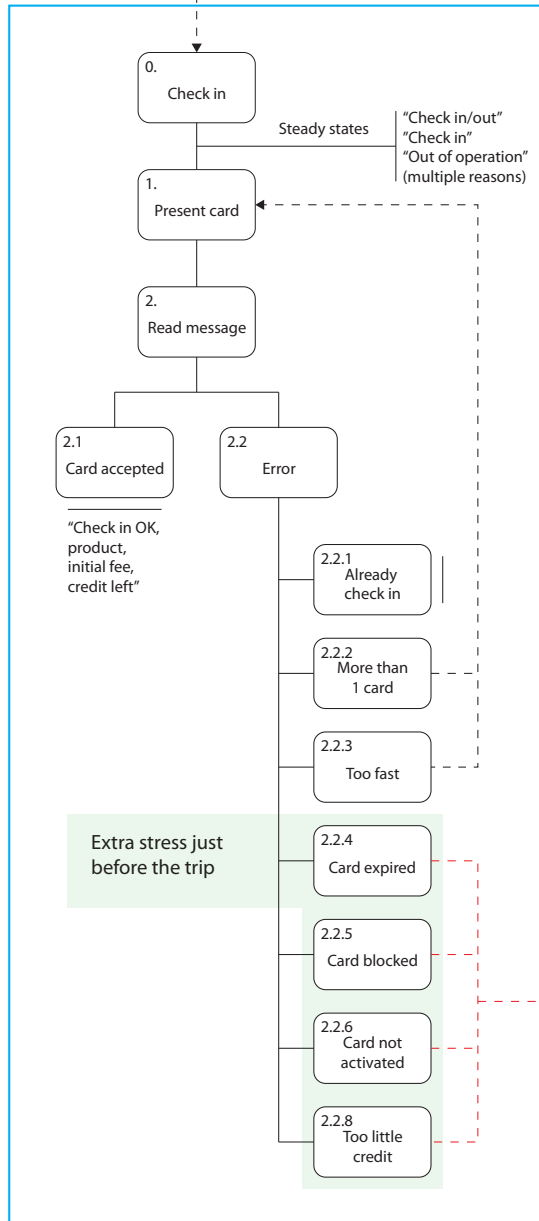 0.
Check in
Steady states
“Check in/out”
”Check in”
“Out of operation”
(multiple reasons)
1.
Present card
2.
Read message
2.1
Card accepted
2.2
Error
“Check in OK,
product,
initial fee,
credit left”
2.2.1
Already
check in
2.2.2
More than
1 card
2.2.3
Too fast
Extra stress just
before the trip
2.2.4
Card expired
2.2.5
Card blocked
2.2.6
Card not
activated
2.2.8
Too little
credit